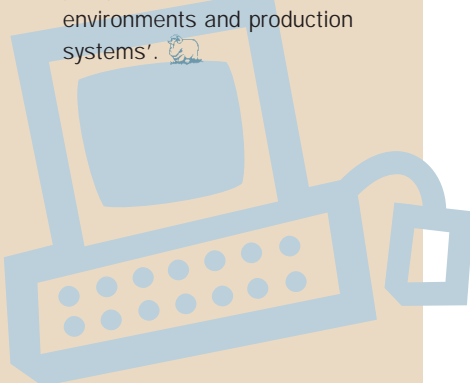 environments and production
systems’.